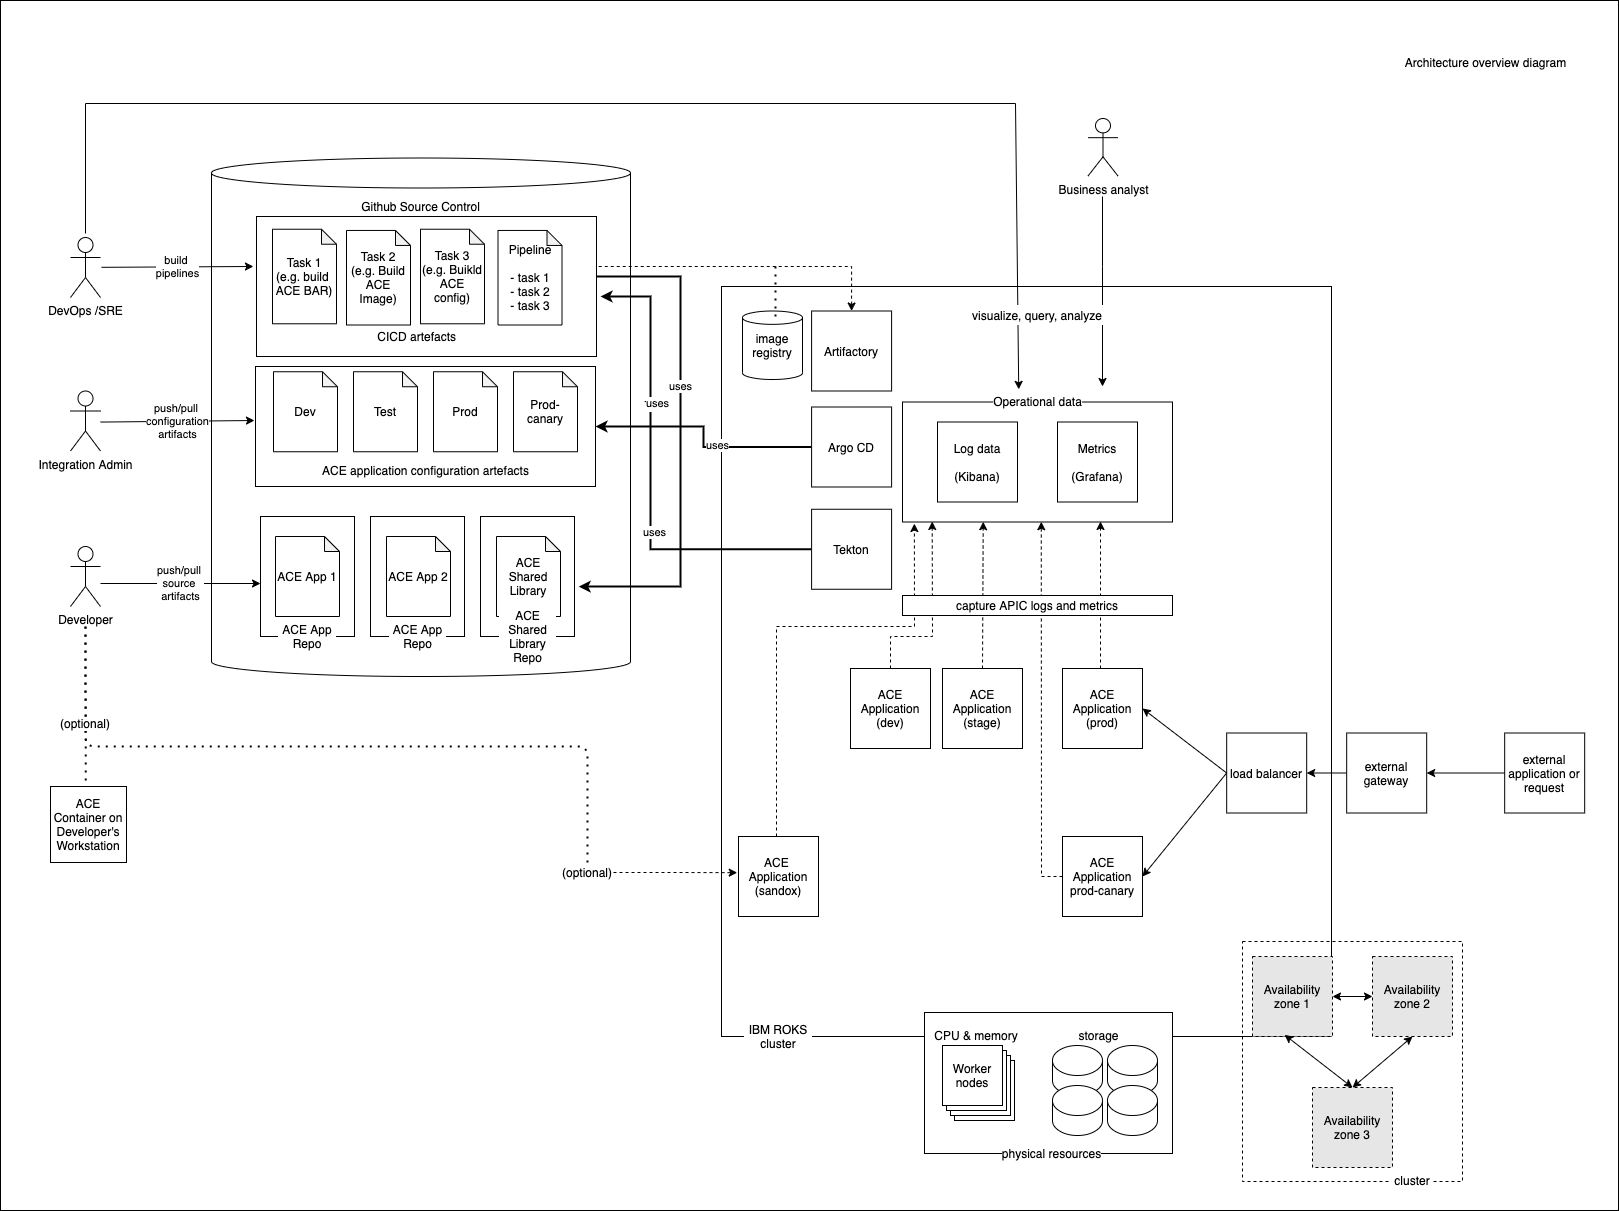 Architecture overview diagram
Business analyst
Github Source Control
Task 1
(e.g. build
ACE BAR)
Task 2
(e.g. Build
ACE
Image)
Task 3
(e.g. Buikld
ACE
config)
Pipeline
- task 1
- task 2
- task 3
CICD artefacts
build
pipelines
DevOps /SRE
visualize, query, analyze
image
registry
Artifactory
uses
uses
Dev
Test
Prod
Prod-
canary
ACE application configuration artefacts
push/pull
configuration
artifacts
Integration Admin
uses
Argo CD
Operational data
Log data
(Kibana)
Metrics
(Grafana)
uses
Tekton
ACE App 1
ACE App
Repo
ACE App 2
ACE App
Repo
ACE
Shared
Library
ACE
Shared
Library
Repo
push/pull
source
artifacts
Developer
capture APIC logs and metrics
ACE
Application
(dev)
ACE
Application
(stage)
ACE
Application
(prod)
(optional)
load balancer
external
gateway
external
application or
request
ACE
Container on
Developer's
Workstation
(optional)
ACE
Application
(sandox)
ACE
Application
prod-canary
IBM ROKS
cluster
CPU & memory
storage
Worker
nodes
physical resources
Availability
zone 1
Availability
zone 2
Availability
zone 3
cluster